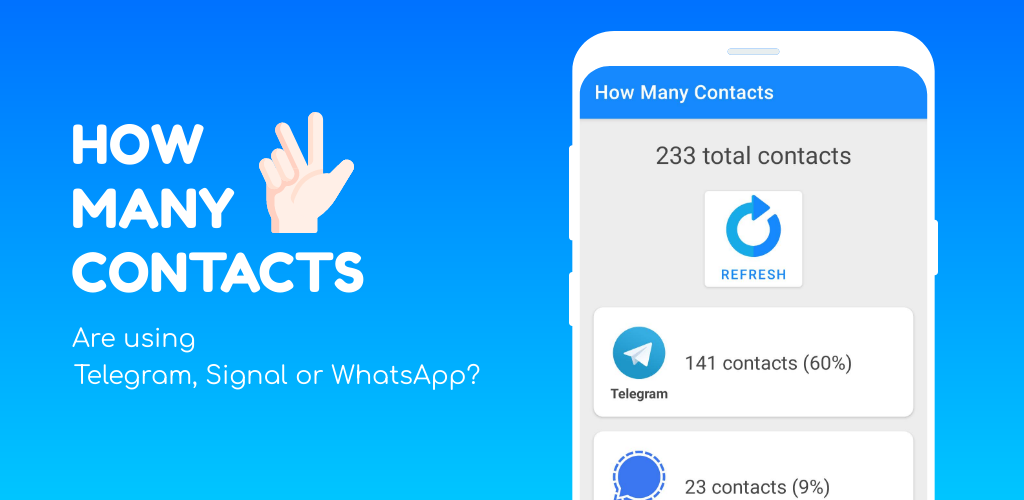 HOW
MANY
CONTACTS
Are using
Telegram, Signal or WhatsApp?
How Many Contacts
233 total contacts
REFRESH
141 contacts (60%)
Telegram
23 contacts (9%)